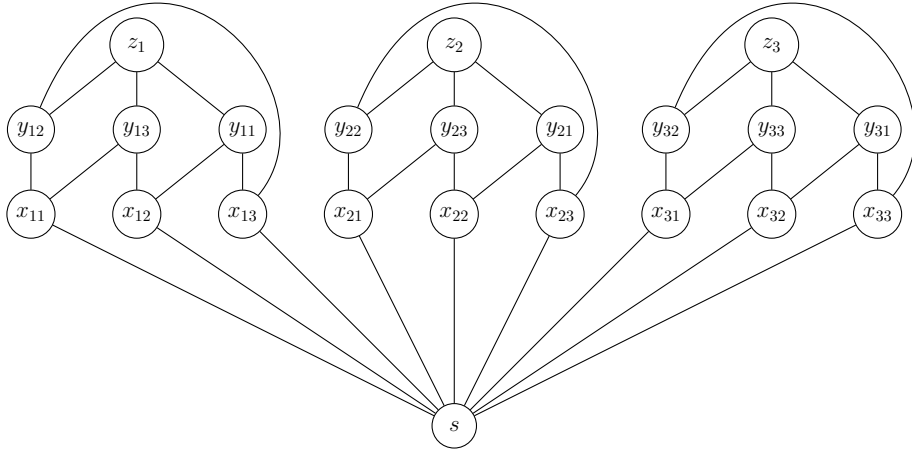 z₁ z₂ z₃
y₁₂ y₁₃ y₁₁ y₂₂ y₂₃ y₂₁ y₃₂ y₃₃ y₃₁
x₁₁ x₁₂ x₁₃ x₂₁ x₂₂ x₂₃ x₃₁ x₃₂ x₃₃
s